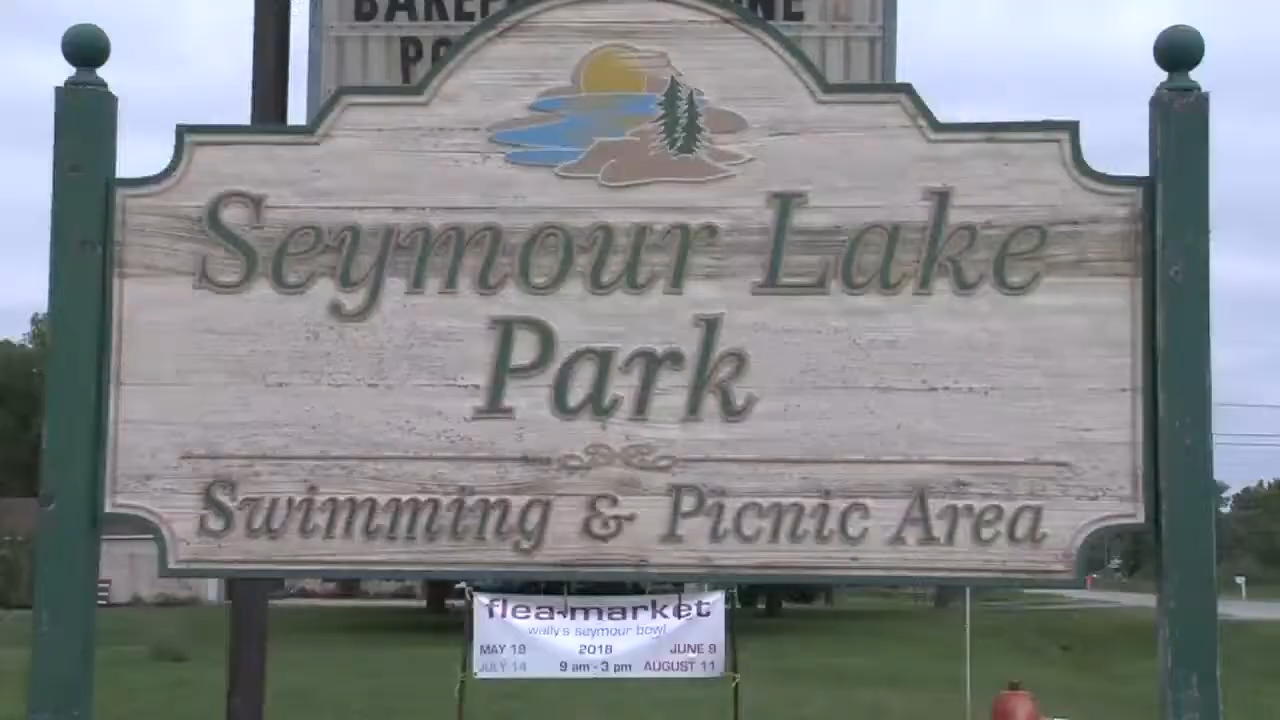 Seymour Lake
Park
Swimming & Picnic Area
flea market
wally's seymour bowl
MAY 19 2018 JUNE 9
JULY 14 9 am - 3 pm AUGUST 11